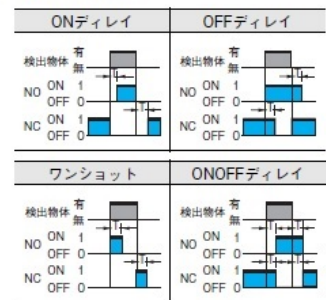 ONディレイ
OFFディレイ
検出物体 有
無
T
NO ON 1
OFF 0
T
NC ON 1
OFF 0
検出物体 有
無
T
NO ON 1
OFF 0
T
NC ON 1
OFF 0
ワンショット
ONOFFディレイ
検出物体 有
無
T
NO ON 1
OFF 0
T
NC ON 1
OFF 0
検出物体 有
無
T T
NO ON 1
OFF 0
T T
NC ON 1
OFF 0